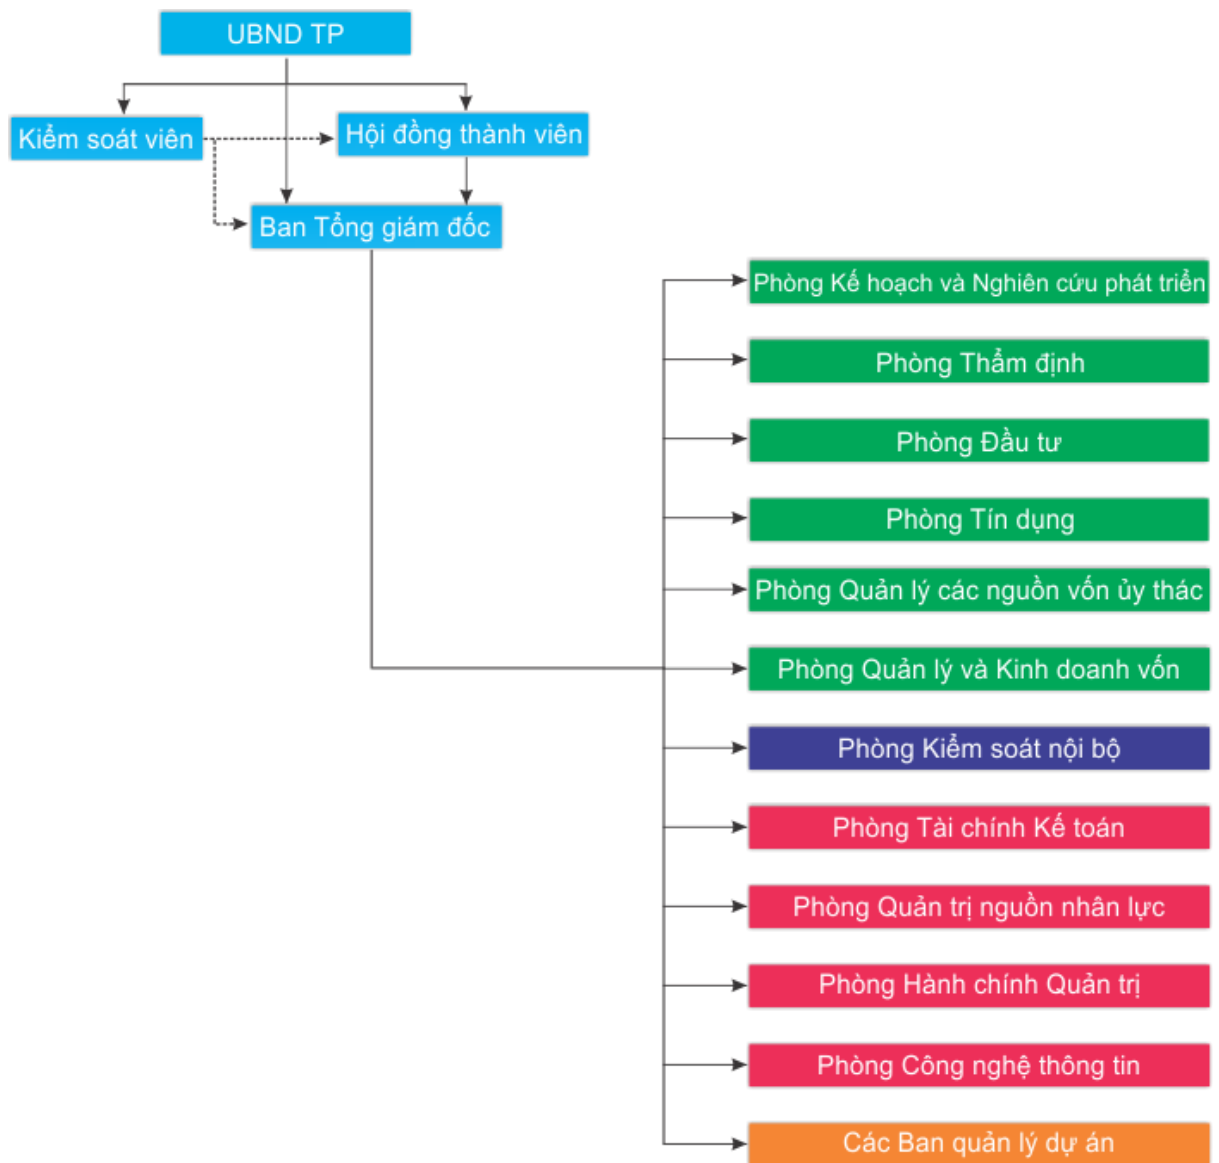 UBND TP
Kiểm soát viên
Hội đồng thành viên
Ban Tổng giám đốc
Phòng Kế hoạch và Nghiên cứu phát triển
Phòng Thẩm định
Phòng Đầu tư
Phòng Tín dụng
Phòng Quản lý các nguồn vốn ủy thác
Phòng Quản lý và Kinh doanh vốn
Phòng Kiểm soát nội bộ
Phòng Tài chính Kế toán
Phòng Quản trị nguồn nhân lực
Phòng Hành chính Quản trị
Phòng Công nghệ thông tin
Các Ban quản lý dự án